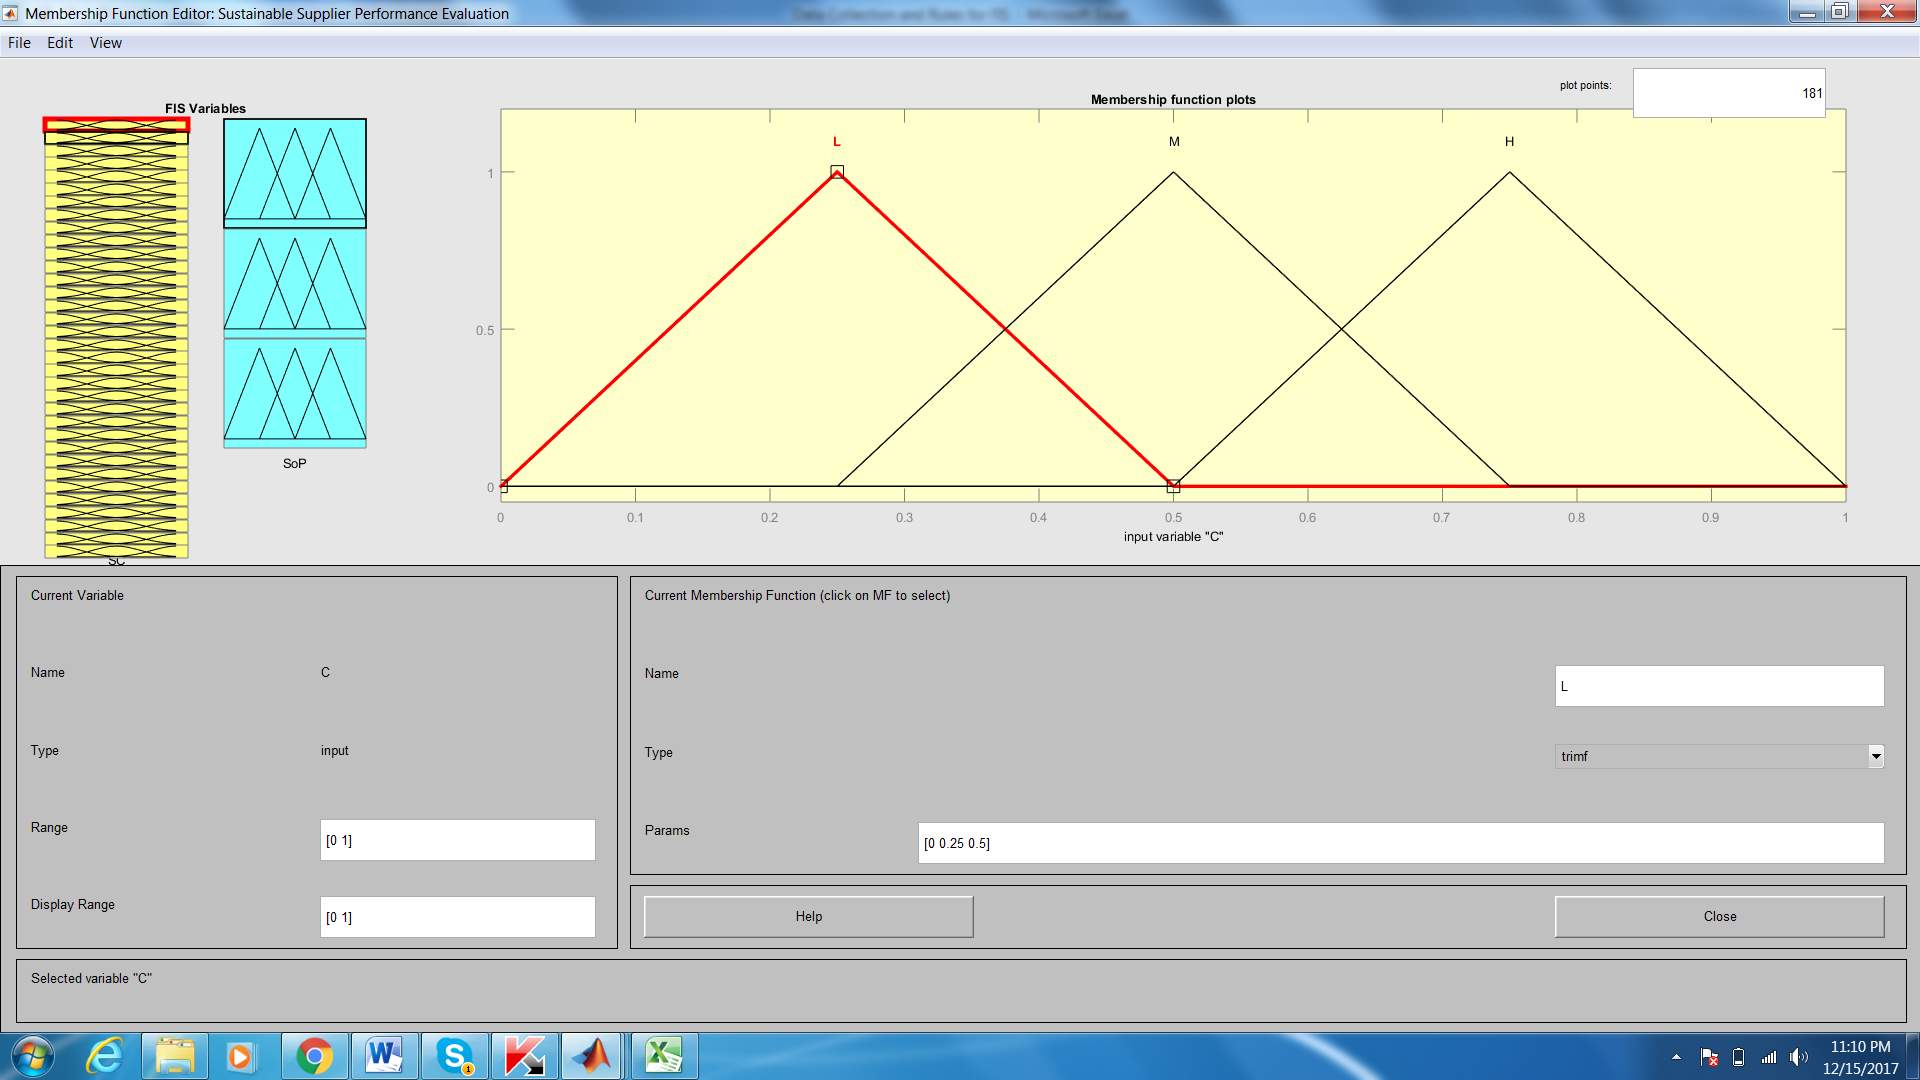 Membership Function Editor: Sustainable Supplier Performance Evaluation
File Edit View
FIS Variables
SC
SoP
plot points:
181
Membership function plots
L M H
1
0.5
0
0 0.1 0.2 0.3 0.4 0.5 0.6 0.7 0.8 0.9 1
input variable "C"
Current Variable
Name C
Type input
Range [0 1]
Display Range [0 1]
Current Membership Function (click on MF to select)
Name L
Type trimf
Params [0 0.25 0.5]
Help Close
Selected variable "C"
1
11:10 PM
12/15/2017